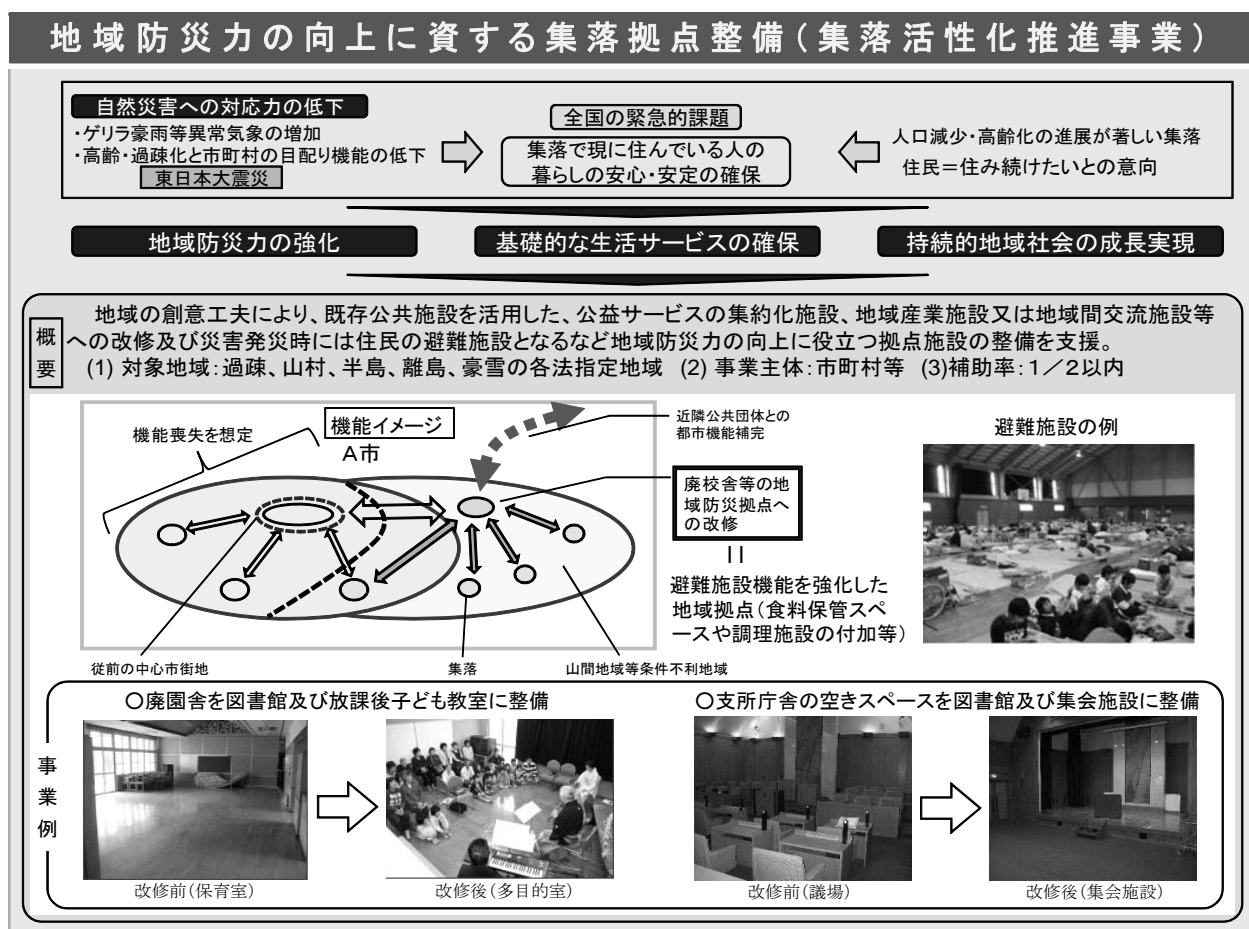 地域防災力の向上に資する集落拠点整備(集落活性化推進事業)
自然災害への対応力の低下
・ゲリラ豪雨等異常気象の増加
・高齢・過疎化と市町村の目配り機能の低下
東日本大震災
全国の緊急的課題
集落で現に住んでいる人の
暮らしの安心・安定の確保
人口減少・高齢化の進展が著しい集落
住民＝住み続けたいとの意向
地域防災力の強化
基礎的な生活サービスの確保
持続的地域社会の成長実現
概要
地域の創意工夫により、既存公共施設を活用した、公益サービスの集約化施設、地域産業施設又は地域間交流施設等
への改修及び災害発災時には住民の避難施設となるなど地域防災力の向上に役立つ拠点施設の整備を支援。
(1) 対象地域：過疎、山村、半島、離島、豪雪の各法指定地域 (2) 事業主体：市町村等 (3)補助率：１／２以内
機能喪失を想定
機能イメージ
Ａ市
近隣公共団体との
都市機能補完
廃校舎等の地
域防災拠点へ
の改修
||
避難施設機能を強化した
地域拠点(食料保管スペ
ースや調理施設の付加等)
避難施設の例
従前の中心市街地
集落
山間地域等条件不利地域
事業例
○廃園舎を図書館及び放課後子ども教室に整備
○支所庁舎の空きスペースを図書館及び集会施設に整備
改修前(保育室)
改修後(多目的室)
改修前(議場)
改修後(集会施設)